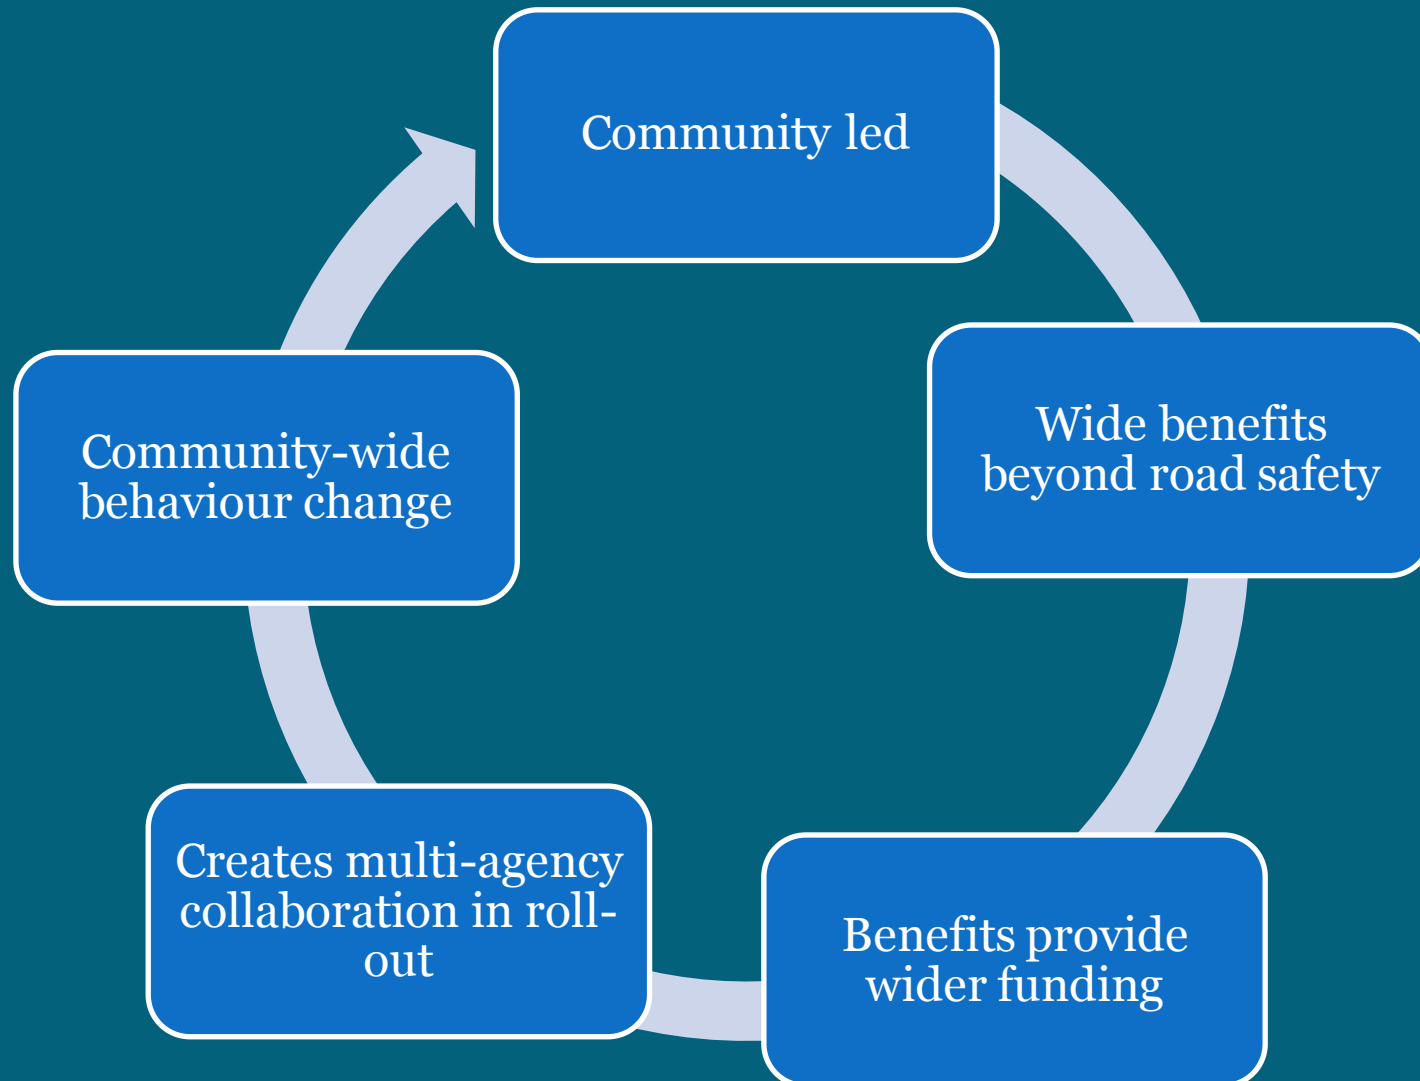 Community led
Wide benefits
beyond road safety
Benefits provide
wider funding
Creates multi-agency
collaboration in roll-
out
Community-wide
behaviour change